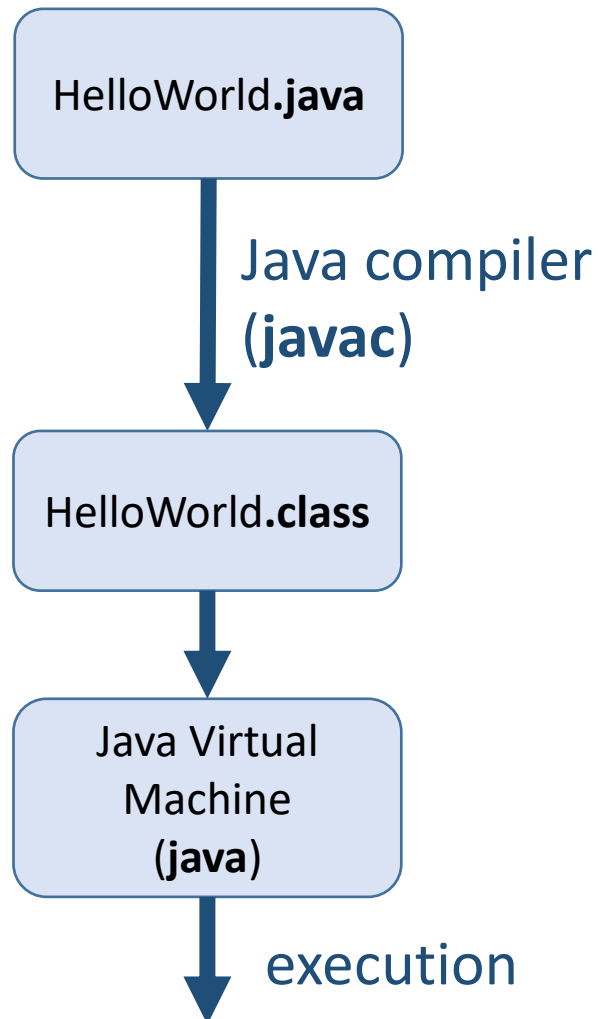 HelloWorld.java
Java compiler
(javac)
HelloWorld.class
Java Virtual
Machine
(java)
execution